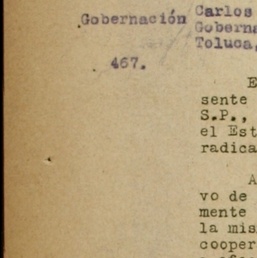 Gobernación
Carlos
Goberna
Toluca,
467.
E
sente
S.P.,
el Est
radica
A
vo de
mente
la mis
cooper